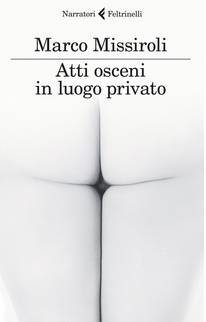 Narratori Feltrinelli
Marco Missiroli
Atti osceni
in luogo privato